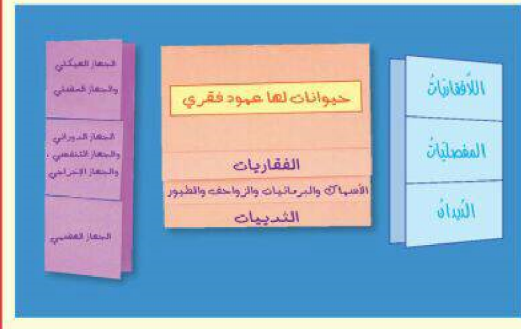 اللافقاريات
المفصليات
الديدان
حيوانات لها عمود فقري
الفقاريات
الأسماك والبرمائيات والزواحف والطيور
الثدييات
الجهاز الهيكلي
والجهاز العضلي
الجهاز الدوراني
والجهاز التنفسي،
والجهاز الإخراجي
الجهاز العصبي